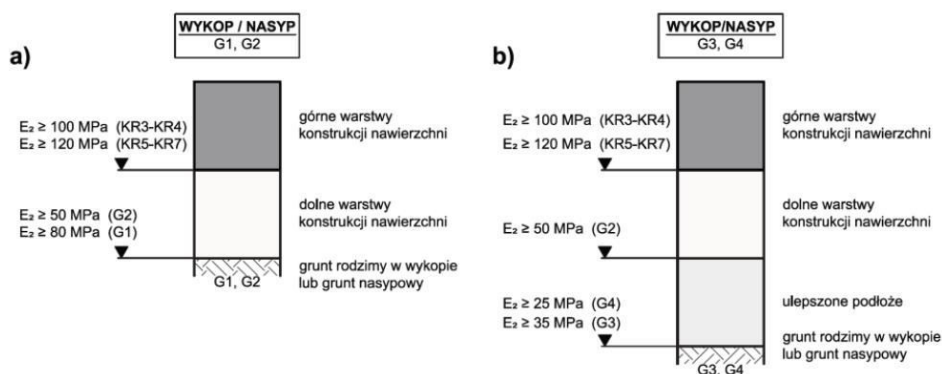 WYKOP / NASYP
G1, G2
a)
E₂ ≥ 100 MPa (KR3-KR4)
E₂ ≥ 120 MPa (KR5-KR7)
górne warstwy
konstrukcji nawierzchni
E₂ ≥ 50 MPa (G2)
E₂ ≥ 80 MPa (G1)
dolne warstwy
konstrukcji nawierzchni
G1, G2
grunt rodzimy w wykopie
lub grunt nasypowy
WYKOP/NASYP
G3, G4
b)
E₂ ≥ 100 MPa (KR3-KR4)
E₂ ≥ 120 MPa (KR5-KR7)
górne warstwy
konstrukcji nawierzchni
E₂ ≥ 50 MPa (G2)
dolne warstwy
konstrukcji nawierzchni
E₂ ≥ 25 MPa (G4)
E₂ ≥ 35 MPa (G3)
ulepszone podłoże
grunt rodzimy w wykopie
lub grunt nasypowy
G3, G4